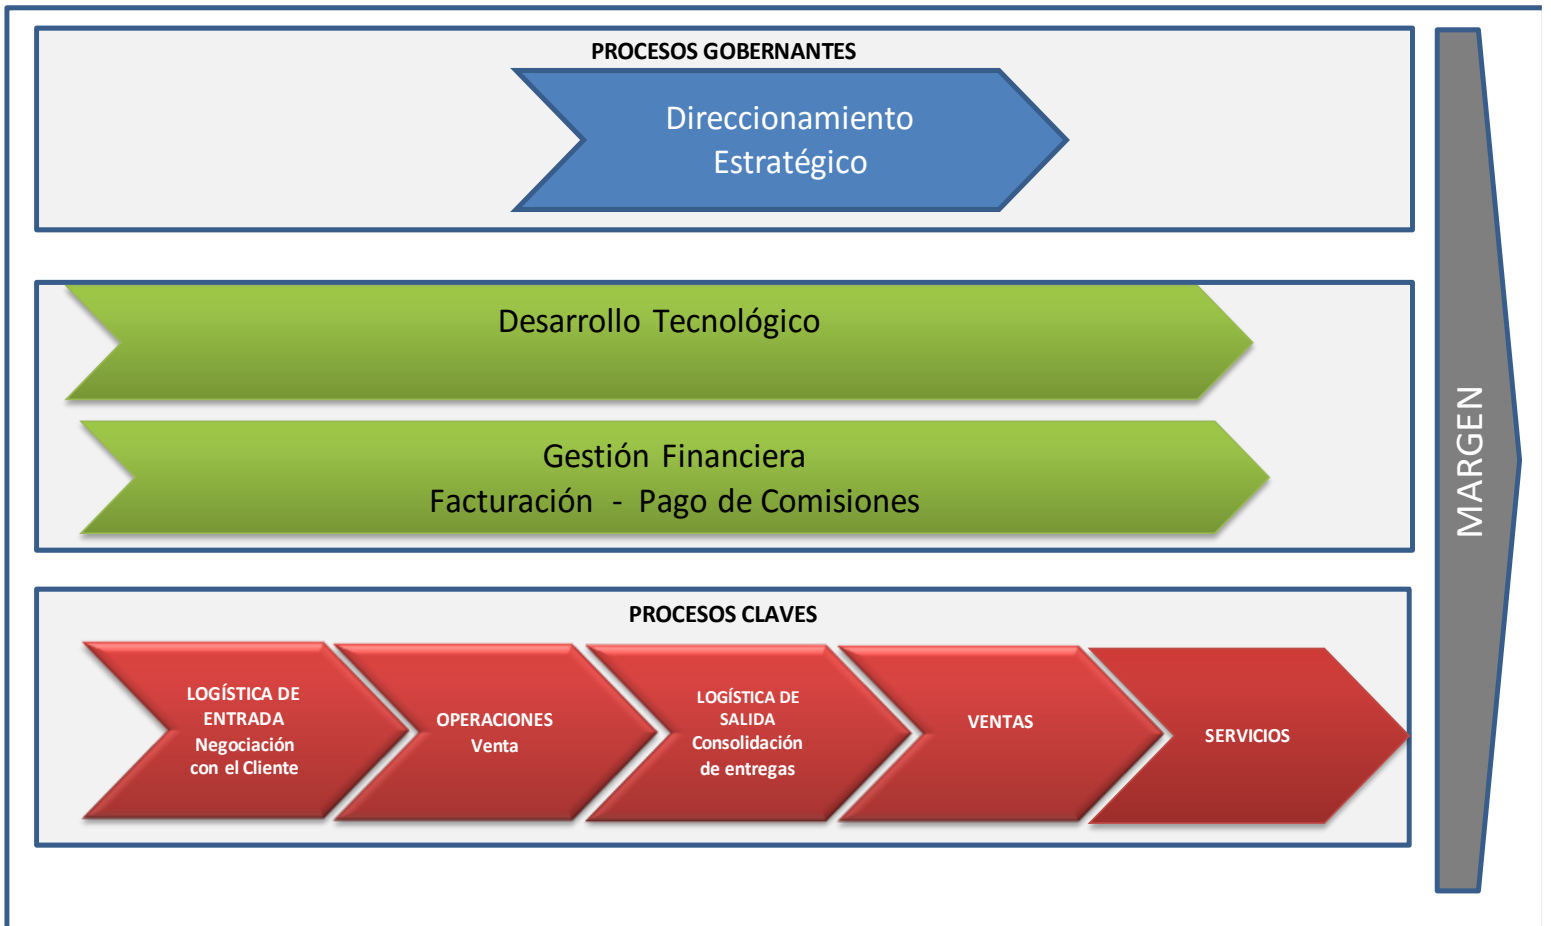 PROCESOS GOBERNANTES
Direccionamiento
Estratégico
Desarrollo Tecnológico
Gestión Financiera
Facturación - Pago de Comisiones
PROCESOS CLAVES
LOGÍSTICA DE
ENTRADA
Negociación
con el Cliente
OPERACIONES
Venta
LOGÍSTICA DE
SALIDA
Consolidación
de entregas
VENTAS
SERVICIOS
MARGEN